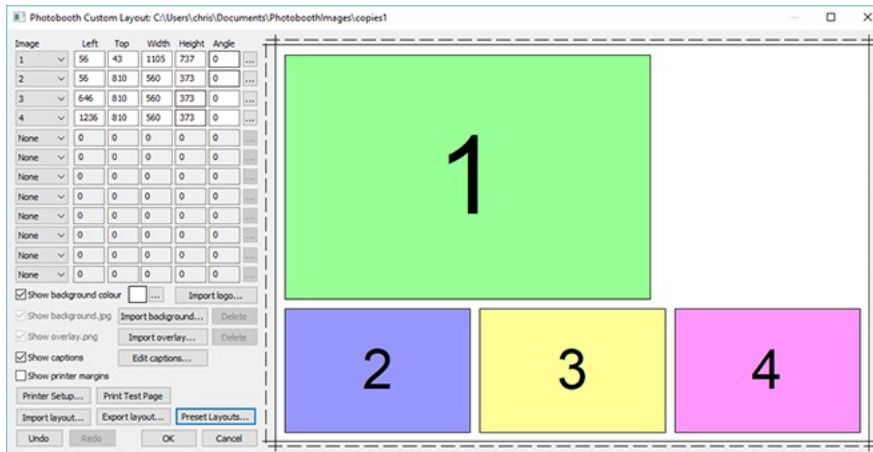 Photobooth Custom Layout: C:\Users\chris\Documents\PhotoboothImages\copies1
Image Left Top Width Height Angle
1 56 43 1105 737 0 ...
2 56 810 560 373 0 ...
3 646 810 560 373 0 ...
4 1236 810 560 373 0 ...
None 0 0 0 0 0 ...
None 0 0 0 0 0 ...
None 0 0 0 0 0 ...
None 0 0 0 0 0 ...
None 0 0 0 0 0 ...
None 0 0 0 0 0 ...
None 0 0 0 0 0 ...
None 0 0 0 0 0 ...
Show background colour ... Import logo...
Show background.jpg Import background... Delete
Show overlay.png Import overlay... Delete
Show captions Edit captions...
Show printer margins
Printer Setup... Print Test Page
Import layout... Export layout... Preset Layouts...
Undo Redo OK Cancel
1
2 3 4